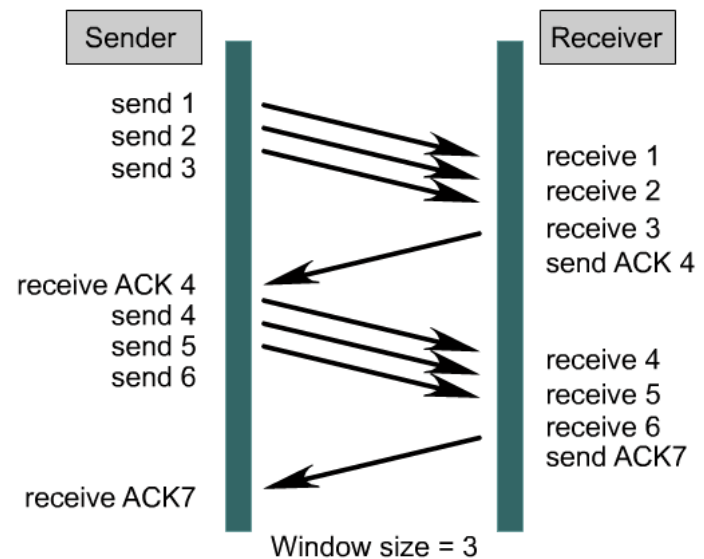 Sender
Receiver
send 1
send 2
send 3
receive 1
receive 2
receive 3
send ACK 4
receive ACK 4
send 4
send 5
send 6
receive 4
receive 5
receive 6
send ACK7
receive ACK7
Window size = 3